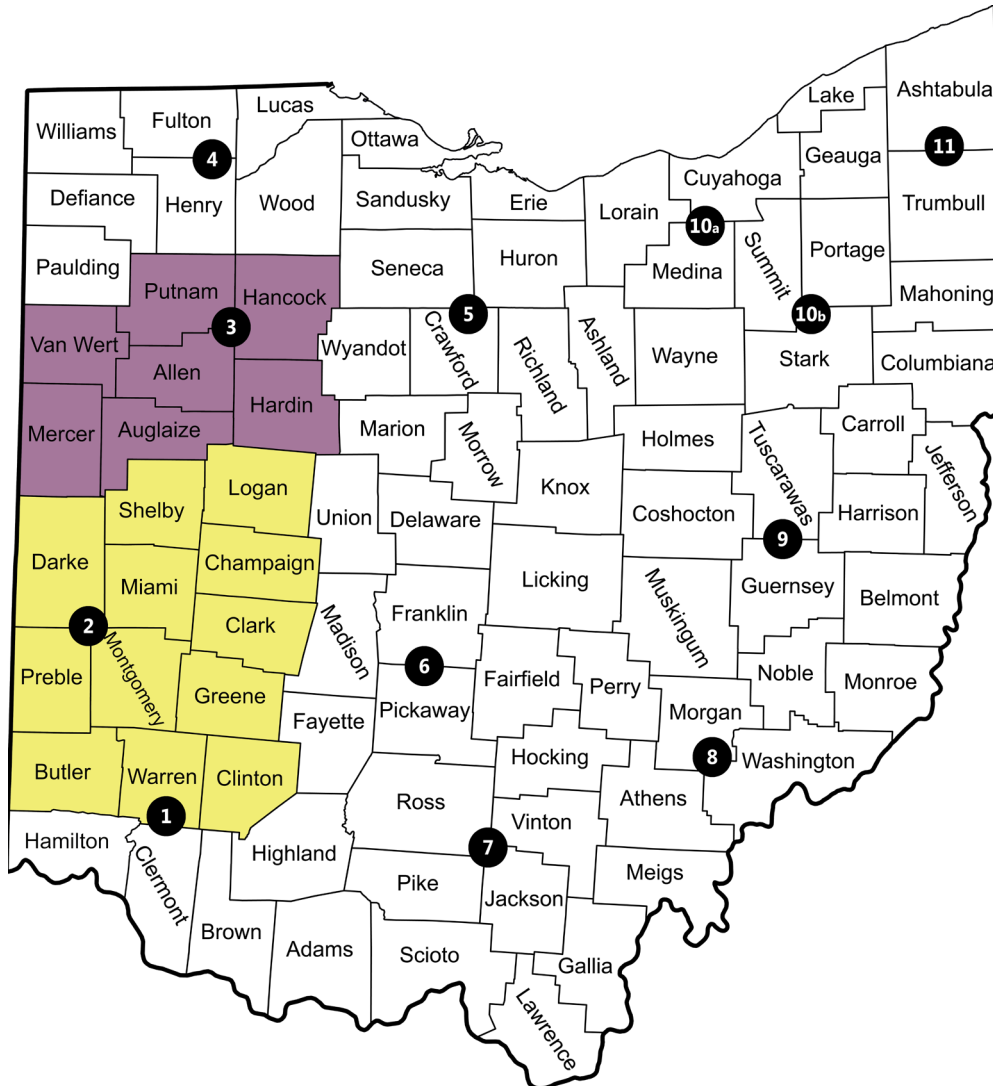 Lucas
Fulton
Williams
4
Ottawa
Defiance
Henry
Wood
Sandusky
Erie
Lorain
Cuyahoga
Lake
Ashtabula
11
Geauga
Trumbull
Paulding
Seneca
Huron
10a
Medina
Summit
Portage
Mahoning
Putnam
Hancock
3
Van Wert
Allen
Wyandot
5
Crawford
Richland
Ashland
Wayne
10b
Stark
Columbiana
Mercer
Auglaize
Hardin
Marion
Morrow
Holmes
Tuscarawas
Carroll
Jefferson
Logan
Shelby
Union
Delaware
Knox
Coshocton
9
Harrison
Darke
Miami
Champaign
Licking
Muskingum
Guernsey
Belmont
2
Clark
Madison
Franklin
6
Preble
Montgomery
Greene
Fayette
Pickaway
Fairfield
Perry
Morgan
Noble
Monroe
Butler
Warren
Clinton
1
Hocking
8
Washington
Ross
Athens
Hamilton
Clermont
Highland
7
Vinton
Pike
Jackson
Meigs
Brown
Adams
Scioto
Gallia
Lawrence